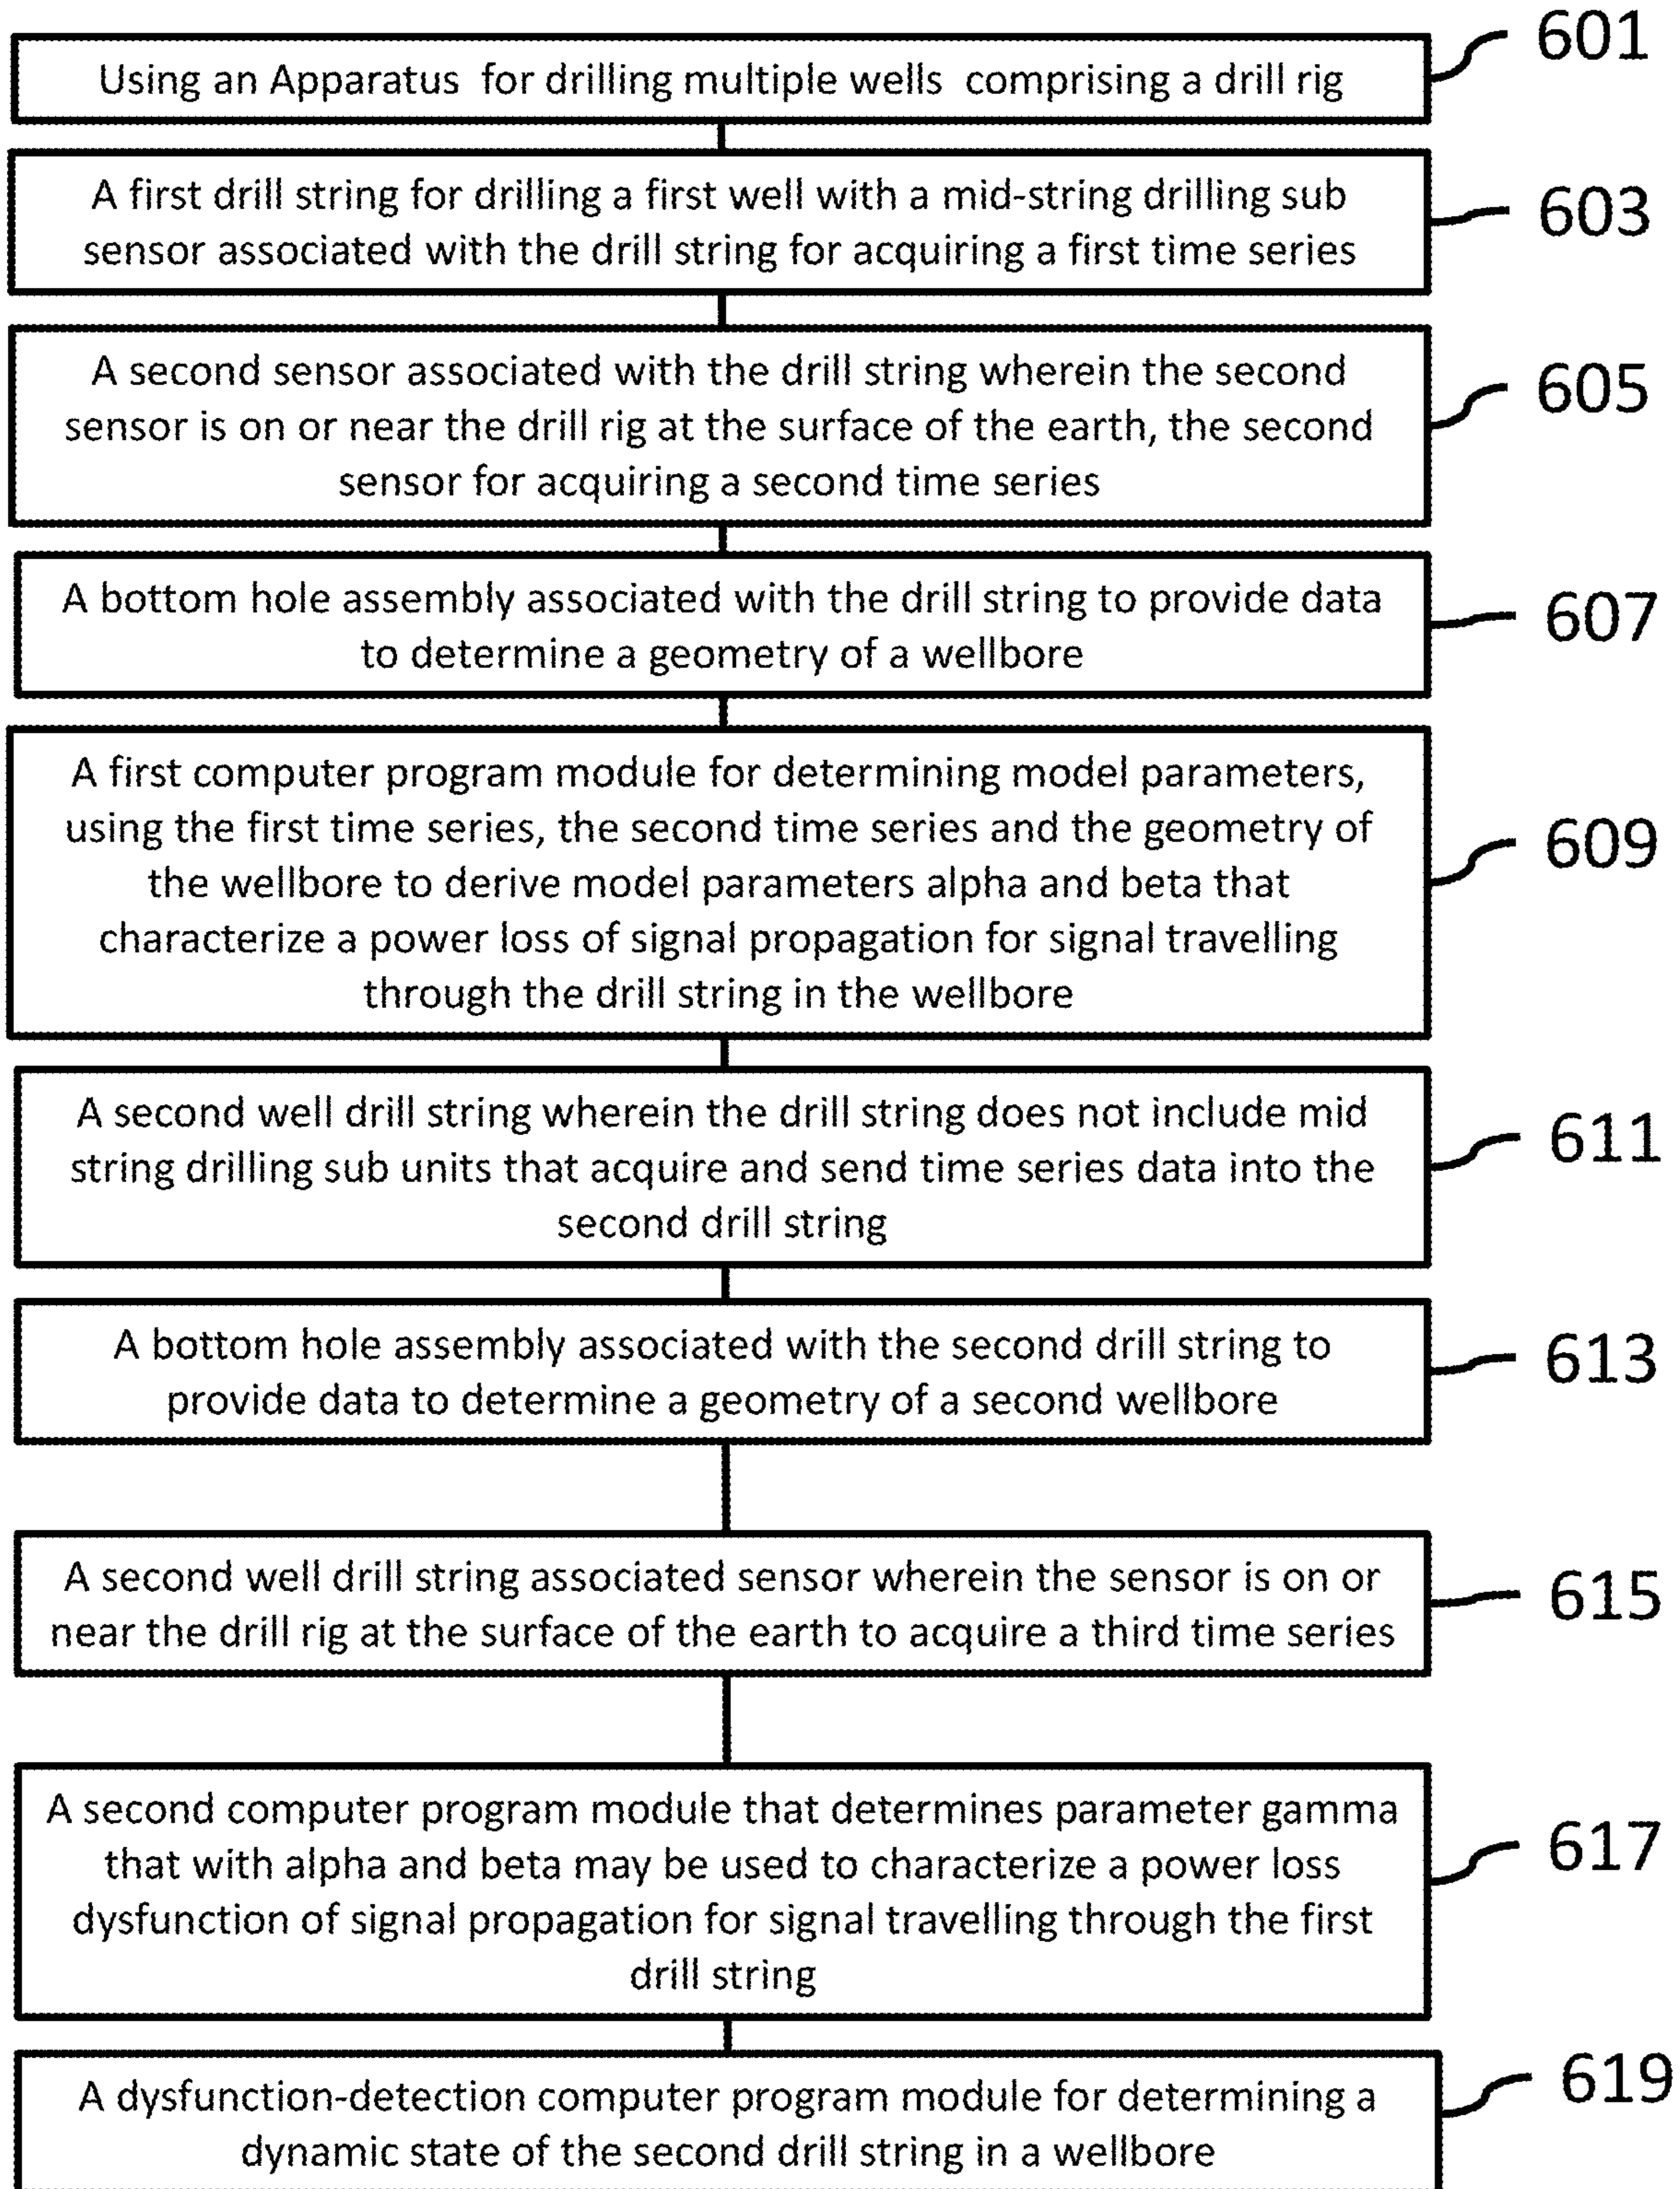 601
Using an Apparatus for drilling multiple wells comprising a drill rig
A first drill string for drilling a first well with a mid-string drilling sub
sensor associated with the drill string for acquiring a first time series
603
A second sensor associated with the drill string wherein the second
sensor is on or near the drill rig at the surface of the earth, the second
sensor for acquiring a second time series
605
A bottom hole assembly associated with the drill string to provide data
to determine a geometry of a wellbore
607
A first computer program module for determining model parameters,
using the first time series, the second time series and the geometry of
the wellbore to derive model parameters alpha and beta that
characterize a power loss of signal propagation for signal travelling
through the drill string in the wellbore
609
A second well drill string wherein the drill string does not include mid
string drilling sub units that acquire and send time series data into the
second drill string
611
A bottom hole assembly associated with the second drill string to
provide data to determine a geometry of a second wellbore
613
A second well drill string associated sensor wherein the sensor is on or
near the drill rig at the surface of the earth to acquire a third time series
615
A second computer program module that determines parameter gamma
that with alpha and beta may be used to characterize a power loss
dysfunction of signal propagation for signal travelling through the first
drill string
617
A dysfunction-detection computer program module for determining a
dynamic state of the second drill string in a wellbore
619